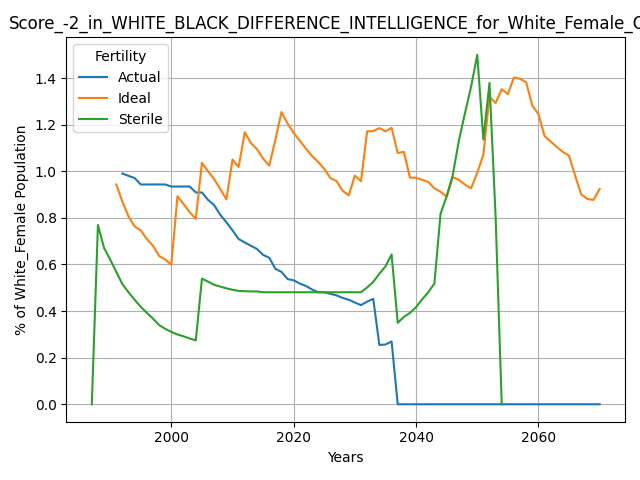 Score_-2_in_WHITE_BLACK_DIFFERENCE_INTELLIGENCE_for_White_Female_
Fertility
Actual
Ideal
Sterile
% of White_Female Population
1.4
1.2
1.0
0.8
0.6
0.4
0.2
0.0
2000
2020
2040
2060
Years